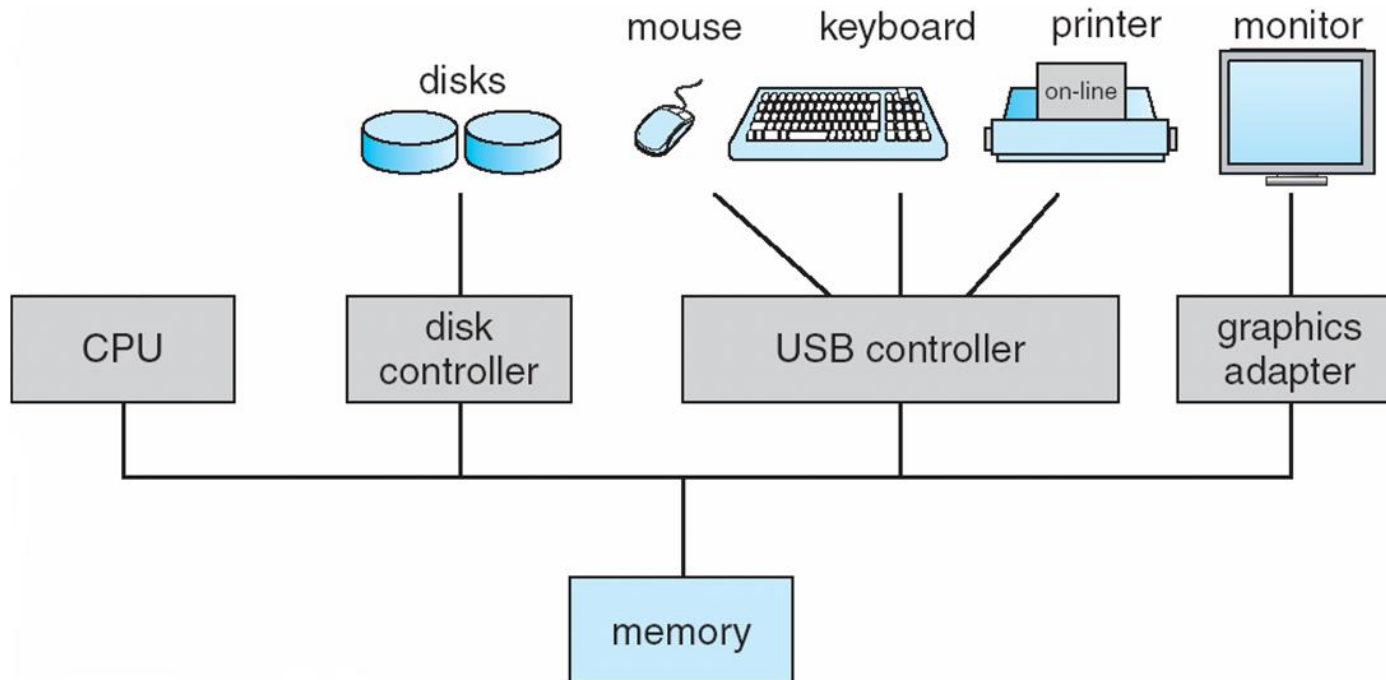 mouse
keyboard
printer
monitor
disks
on-line
CPU
disk
controller
USB controller
graphics
adapter
memory